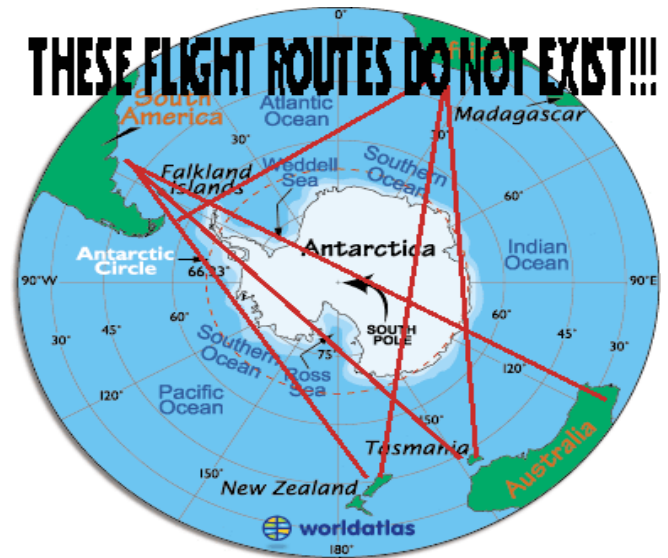 0°
THESE FLIGHT ROUTES DO NOT EXIST!!!
South
America
Atlantic
Ocean
Madagascar
30°
30°
Falkland
Islands
Weddell
Sea
Southern
Ocean
60°
Antarctica
Indian
Ocean
Antarctic
Circle
66.33°
90°W
90°E
SOUTH
POLE
45°
60°
75°
60°
45°
30°
Southern
Ocean
Ross
Sea
120°
120°
Pacific
Ocean
150°
150°
Tasmania
New Zealand
Australia
worldatlas
180°